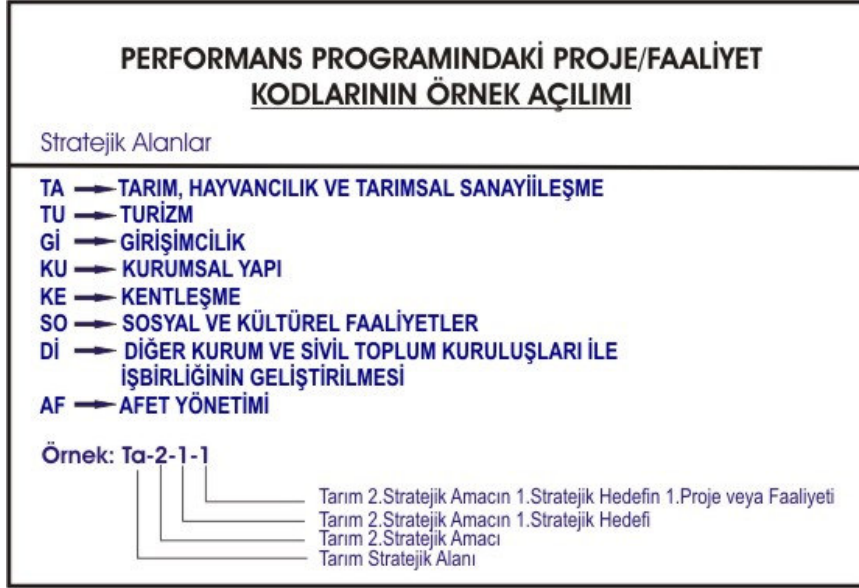 PERFORMANS PROGRAMINDAKİ PROJE/FAALİYET
KODLARININ ÖRNEK AÇILIMI
Stratejik Alanlar
TA → TARIM, HAYVANCILIK VE TARIMSAL SANAYİİLEŞME
TU → TURİZM
Gİ → GİRİŞİMCİLİK
KU → KURUMSAL YAPI
KE → KENTLEŞME
SO → SOSYAL VE KÜLTÜREL FAALİYETLER
Dİ → DİĞER KURUM VE SİVİL TOPLUM KURULUŞLARI İLE
İŞBİRLİĞİNİN GELİŞTİRİLMESİ
AF → AFET YÖNETİMİ
Örnek: Ta-2-1-1
Tarım 2.Stratejik Amacın 1.Stratejik Hedefin 1.Proje veya Faaliyeti
Tarım 2.Stratejik Amacın 1.Stratejik Hedefi
Tarım 2.Stratejik Amacı
Tarım Stratejik Alanı